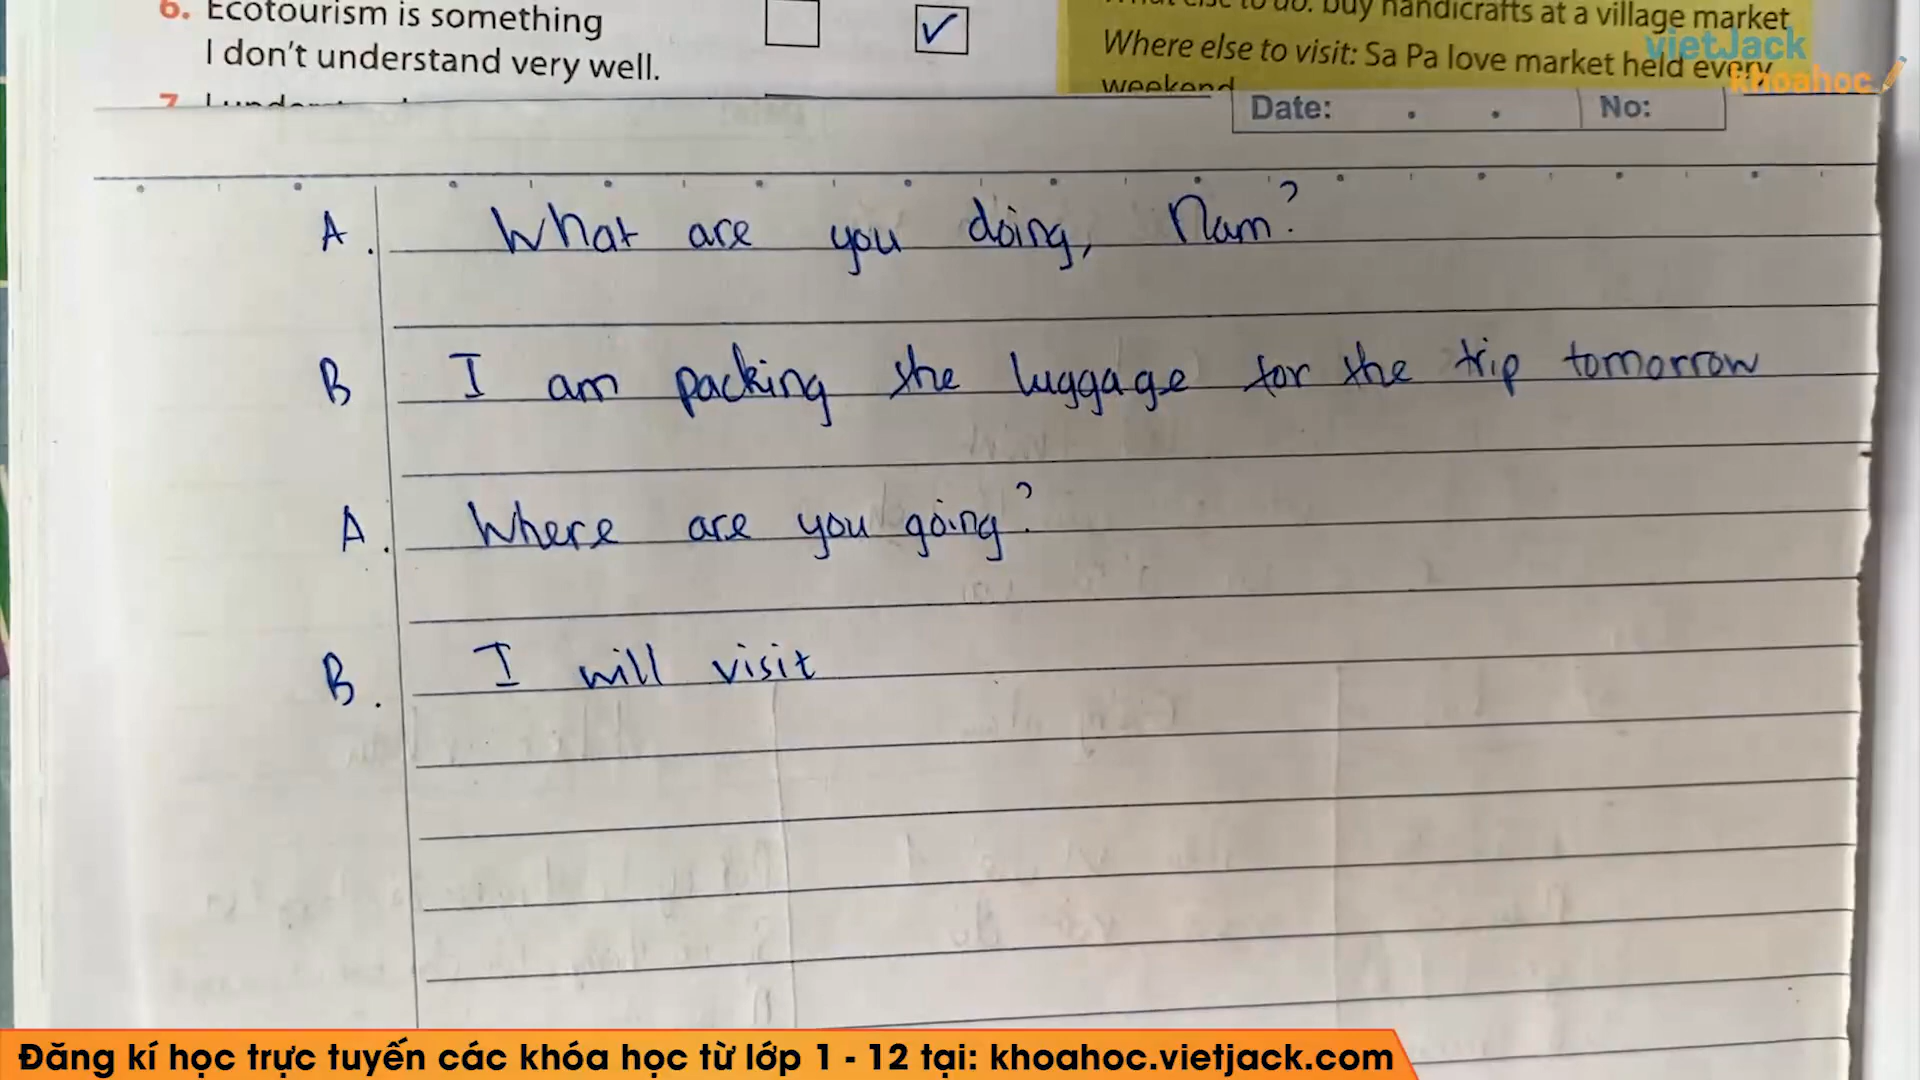 6. Ecotourism is something
I don't understand very well.
buy handicrafts at a village market
Where else to visit: Sa Pa love market held every
weekend
vietJack
khoahoc
Date: . . No:
A. What are you doing, Nam?
B I am packing the luggage for the trip tomorrow
A. Where are you going?
B. I will visit
Đăng kí học trực tuyến các khóa học từ lớp 1 - 12 tại: khoahoc.vietjack.com